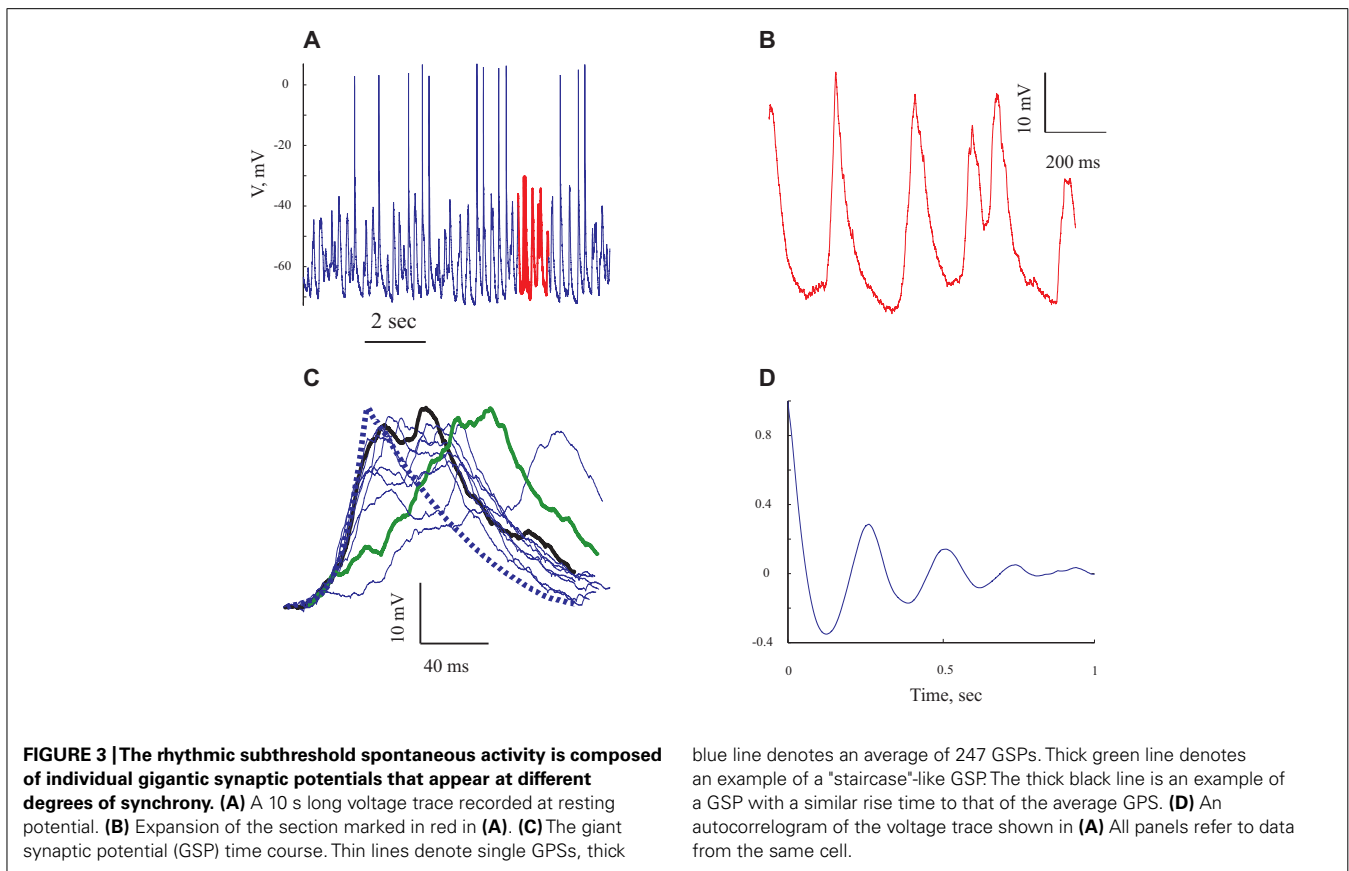 A
0
-20
V, mV
-40
-60
2 sec
B
10 mV
200 ms
C
10 mV
40 ms
D
0.8
0.4
0
-0.4
0
0.5
1
Time, sec
FIGURE 3 | The rhythmic subthreshold spontaneous activity is composed
of individual gigantic synaptic potentials that appear at different
degrees of synchrony. (A) A 10 s long voltage trace recorded at resting
potential. (B) Expansion of the section marked in red in (A). (C) The giant
synaptic potential (GSP) time course. Thin lines denote single GPSs, thick
blue line denotes an average of 247 GSPs. Thick green line denotes
an example of a "staircase"-like GSP. The thick black line is an example of
a GSP with a similar rise time to that of the average GPS. (D) An
autocorrelogram of the voltage trace shown in (A) All panels refer to data
from the same cell.